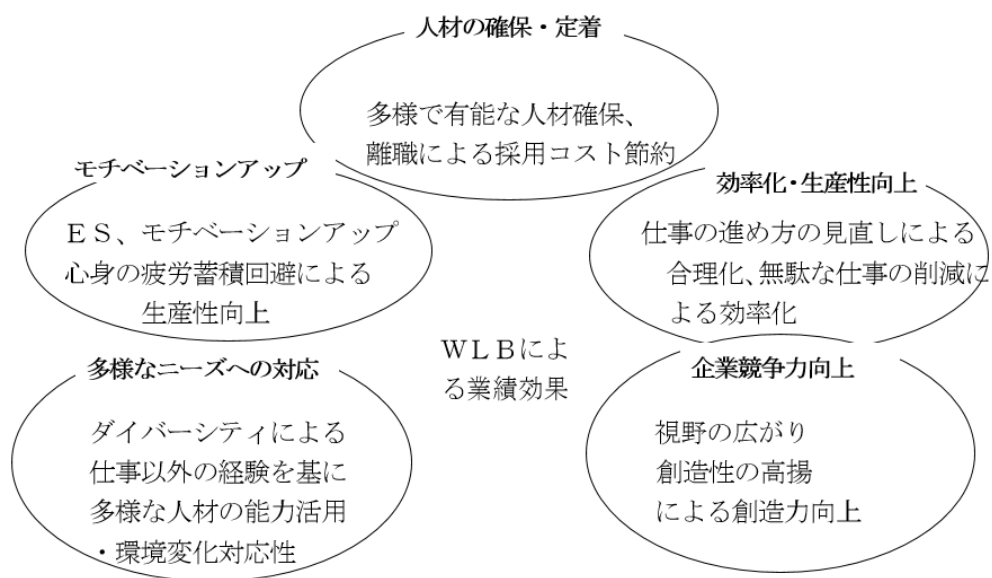 人材の確保・定着
多様で有能な人材確保、
離職による採用コスト節約
モチベーションアップ
ＥＳ、モチベーションアップ
心身の疲労蓄積回避による
生産性向上
効率化・生産性向上
仕事の進め方の見直しによる
合理化、無駄な仕事の削減に
よる効率化
ＷＬＢによ
る業績効果
多様なニーズへの対応
ダイバーシティによる
仕事以外の経験を基に
多様な人材の能力活用
・環境変化対応性
企業競争力向上
視野の広がり
創造性の高揚
による創造力向上